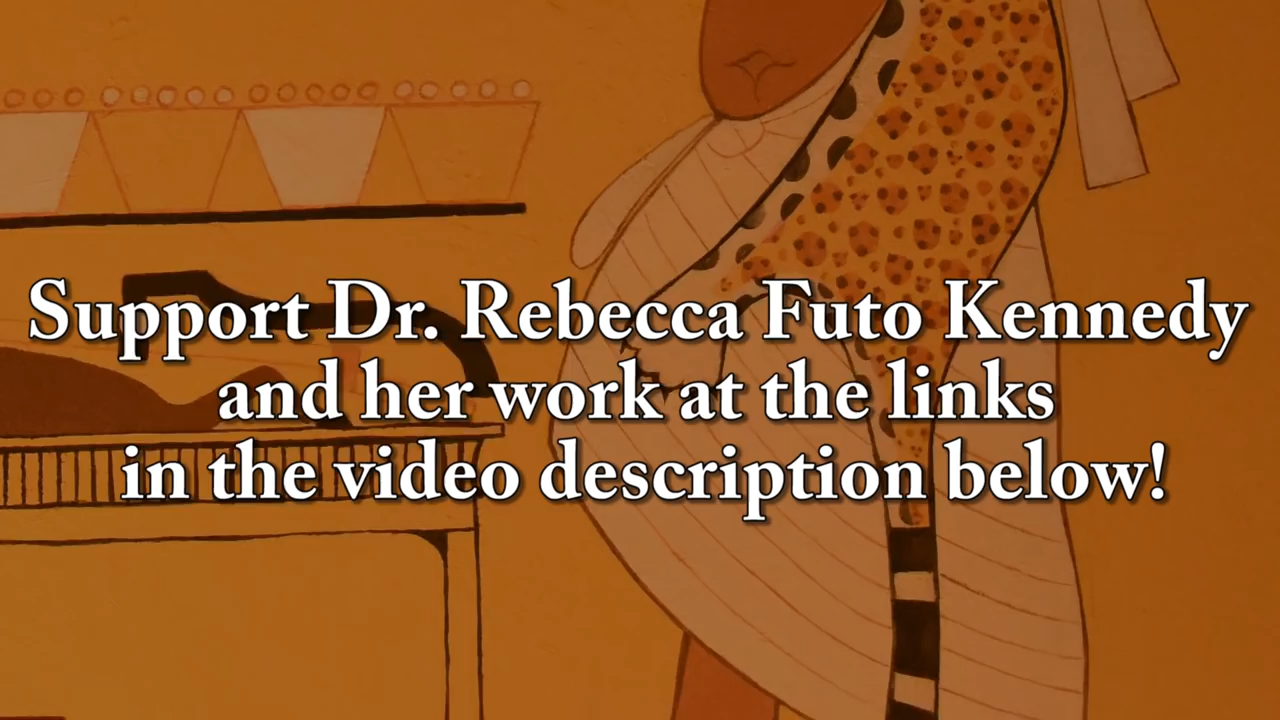 Support Dr. Rebecca Futo Kennedy
and her work at the links
in the video description below!